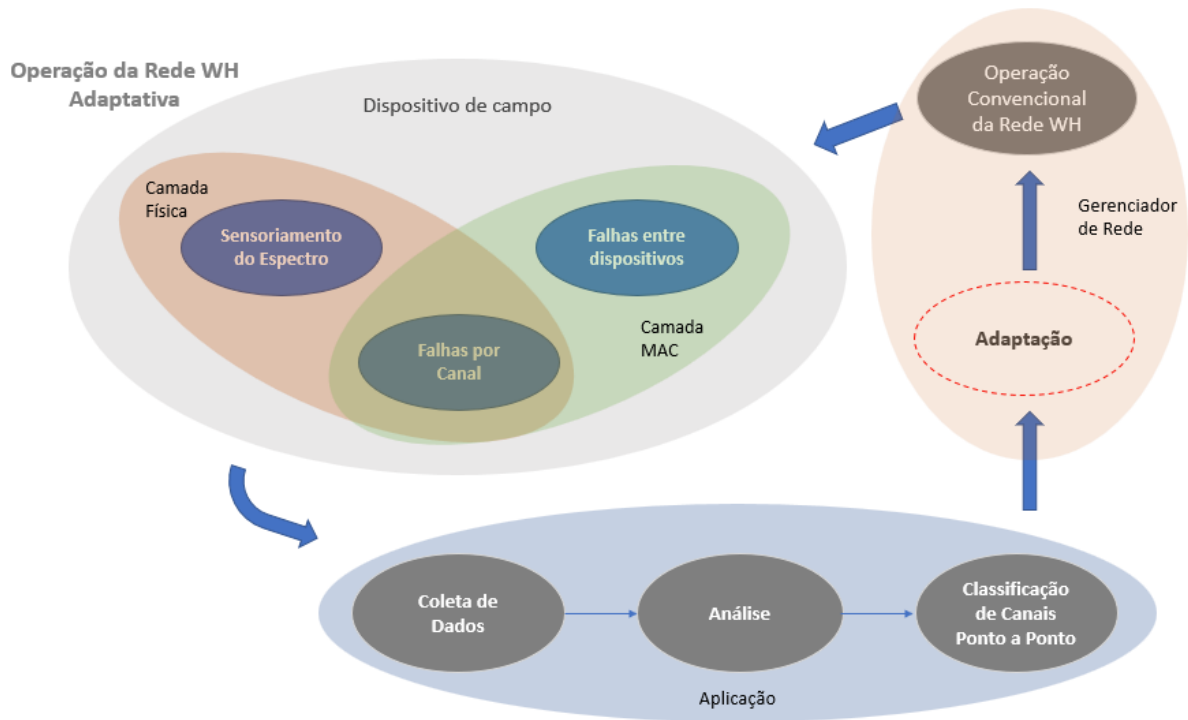 Operação da Rede WH
Adaptativa
Dispositivo de campo
Camada
Física
Sensoriamento
do Espectro
Falhas entre
dispositivos
Falhas por
Canal
Camada
MAC
Operação
Convencional
da Rede WH
Gerenciador
de Rede
Adaptação
Coleta de
Dados
Análise
Classificação
de Canais
Ponto a Ponto
Aplicação